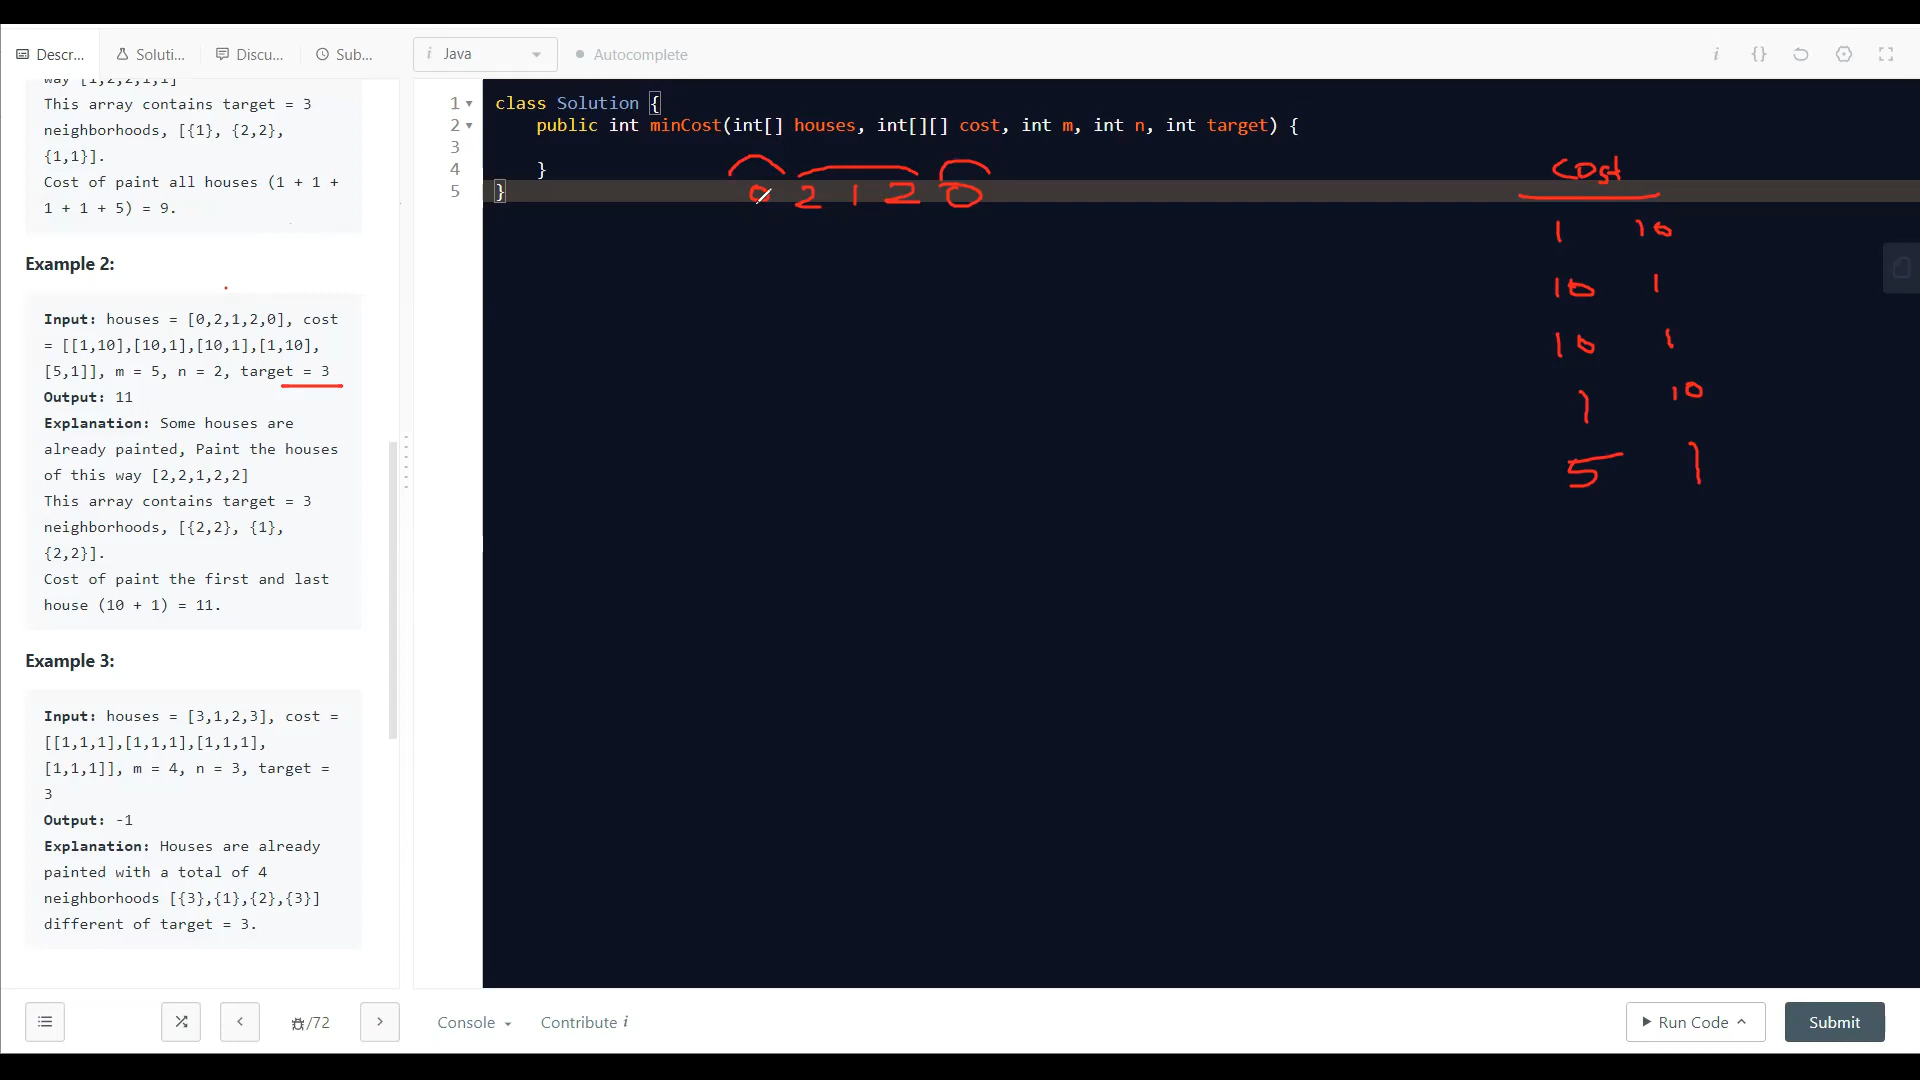 Descr...
Soluti...
Discu...
Sub...
i Java
Autocomplete
i {}
way [1,2,2,1,1]
This array contains target = 3
neighborhoods, [{1}, {2,2},
{1,1}].
Cost of paint all houses (1 + 1 +
1 + 1 + 5) = 9.
Example 2:
Input: houses = [0,2,1,2,0], cost
= [[1,10],[10,1],[10,1],[1,10],
[5,1]], m = 5, n = 2, target = 3
Output: 11
Explanation: Some houses are
already painted, Paint the houses
of this way [2,2,1,2,2]
This array contains target = 3
neighborhoods, [{2,2}, {1},
{2,2}].
Cost of paint the first and last
house (10 + 1) = 11.
Example 3:
Input: houses = [3,1,2,3], cost =
[[1,1,1],[1,1,1],[1,1,1],
[1,1,1]], m = 4, n = 3, target =
3
Output: -1
Explanation: Houses are already
painted with a total of 4
neighborhoods [{3},{1},{2},{3}]
different of target = 3.
1 class Solution {
2 public int minCost(int[] houses, int[][] cost, int m, int n, int target) {
3
4 }
5 }
0 2 1 2 0
Cost
1 10
10 1
10 1
1 10
5 1
/72
Console
Contribute i
Run Code
Submit